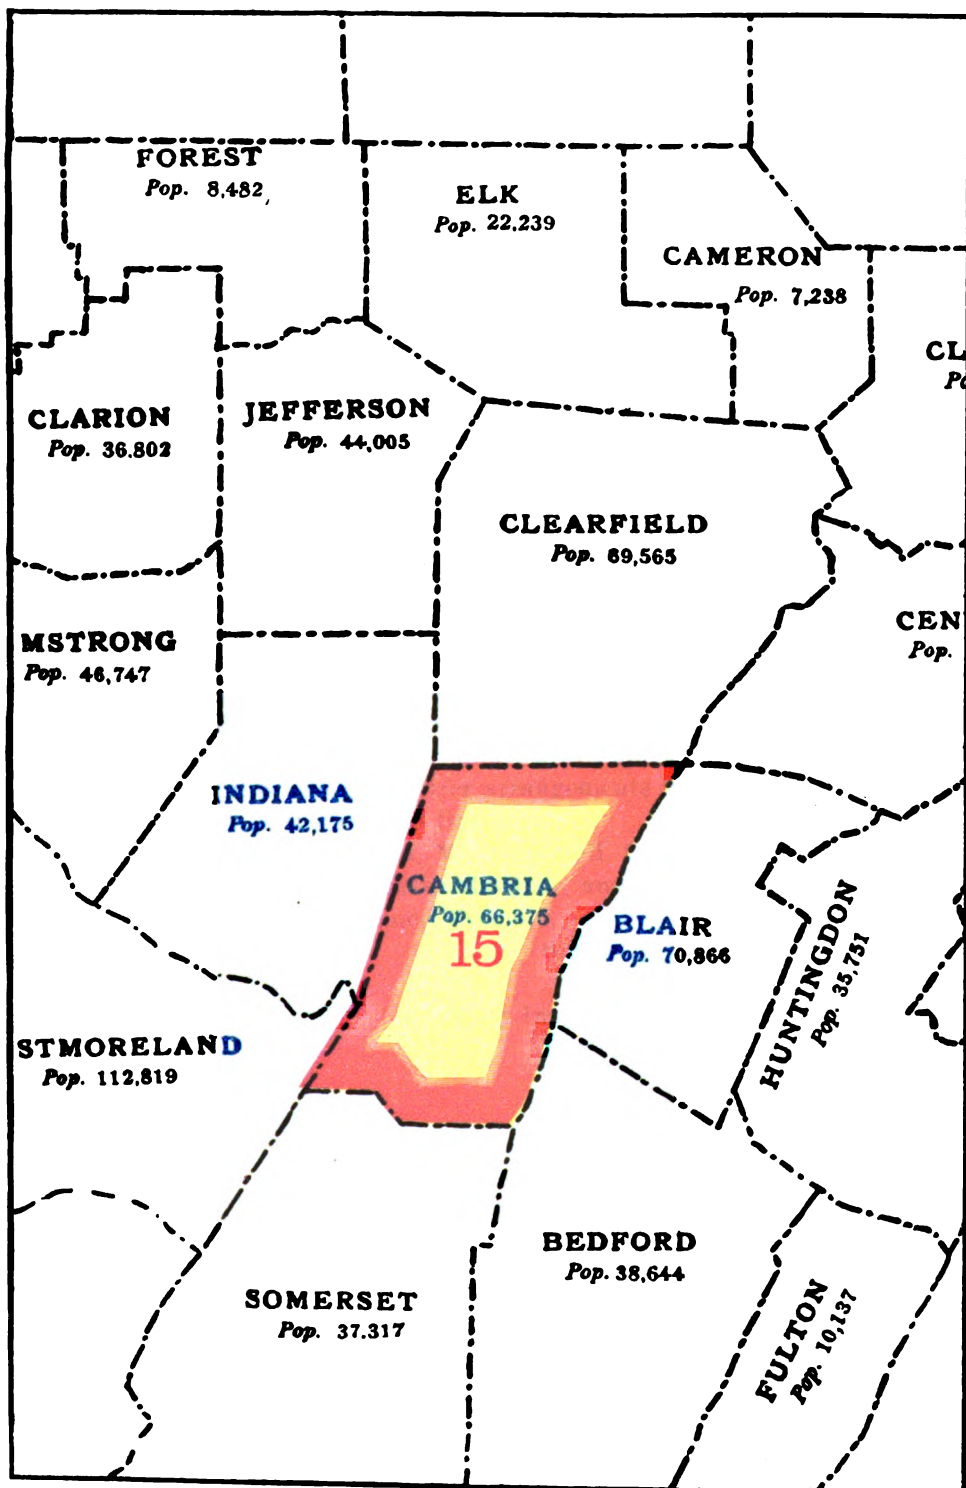 FOREST
Pop. 8,482
ELK
Pop. 22,239
CAMERON
Pop. 7,238
CL
Po
CLARION
Pop. 36,802
JEFFERSON
Pop. 44,005
CLEARFIELD
Pop. 69,565
MSTRONG
Pop. 46,747
CEN
Pop.
INDIANA
Pop. 42,175
CAMBRIA
Pop. 66,375
15
BLAIR
Pop. 70,866
HUNTINGDON
Pop. 35,751
STMORELAND
Pop. 112,819
BEDFORD
Pop. 38,644
SOMERSET
Pop. 37,317
FULTON
Pop. 10,137